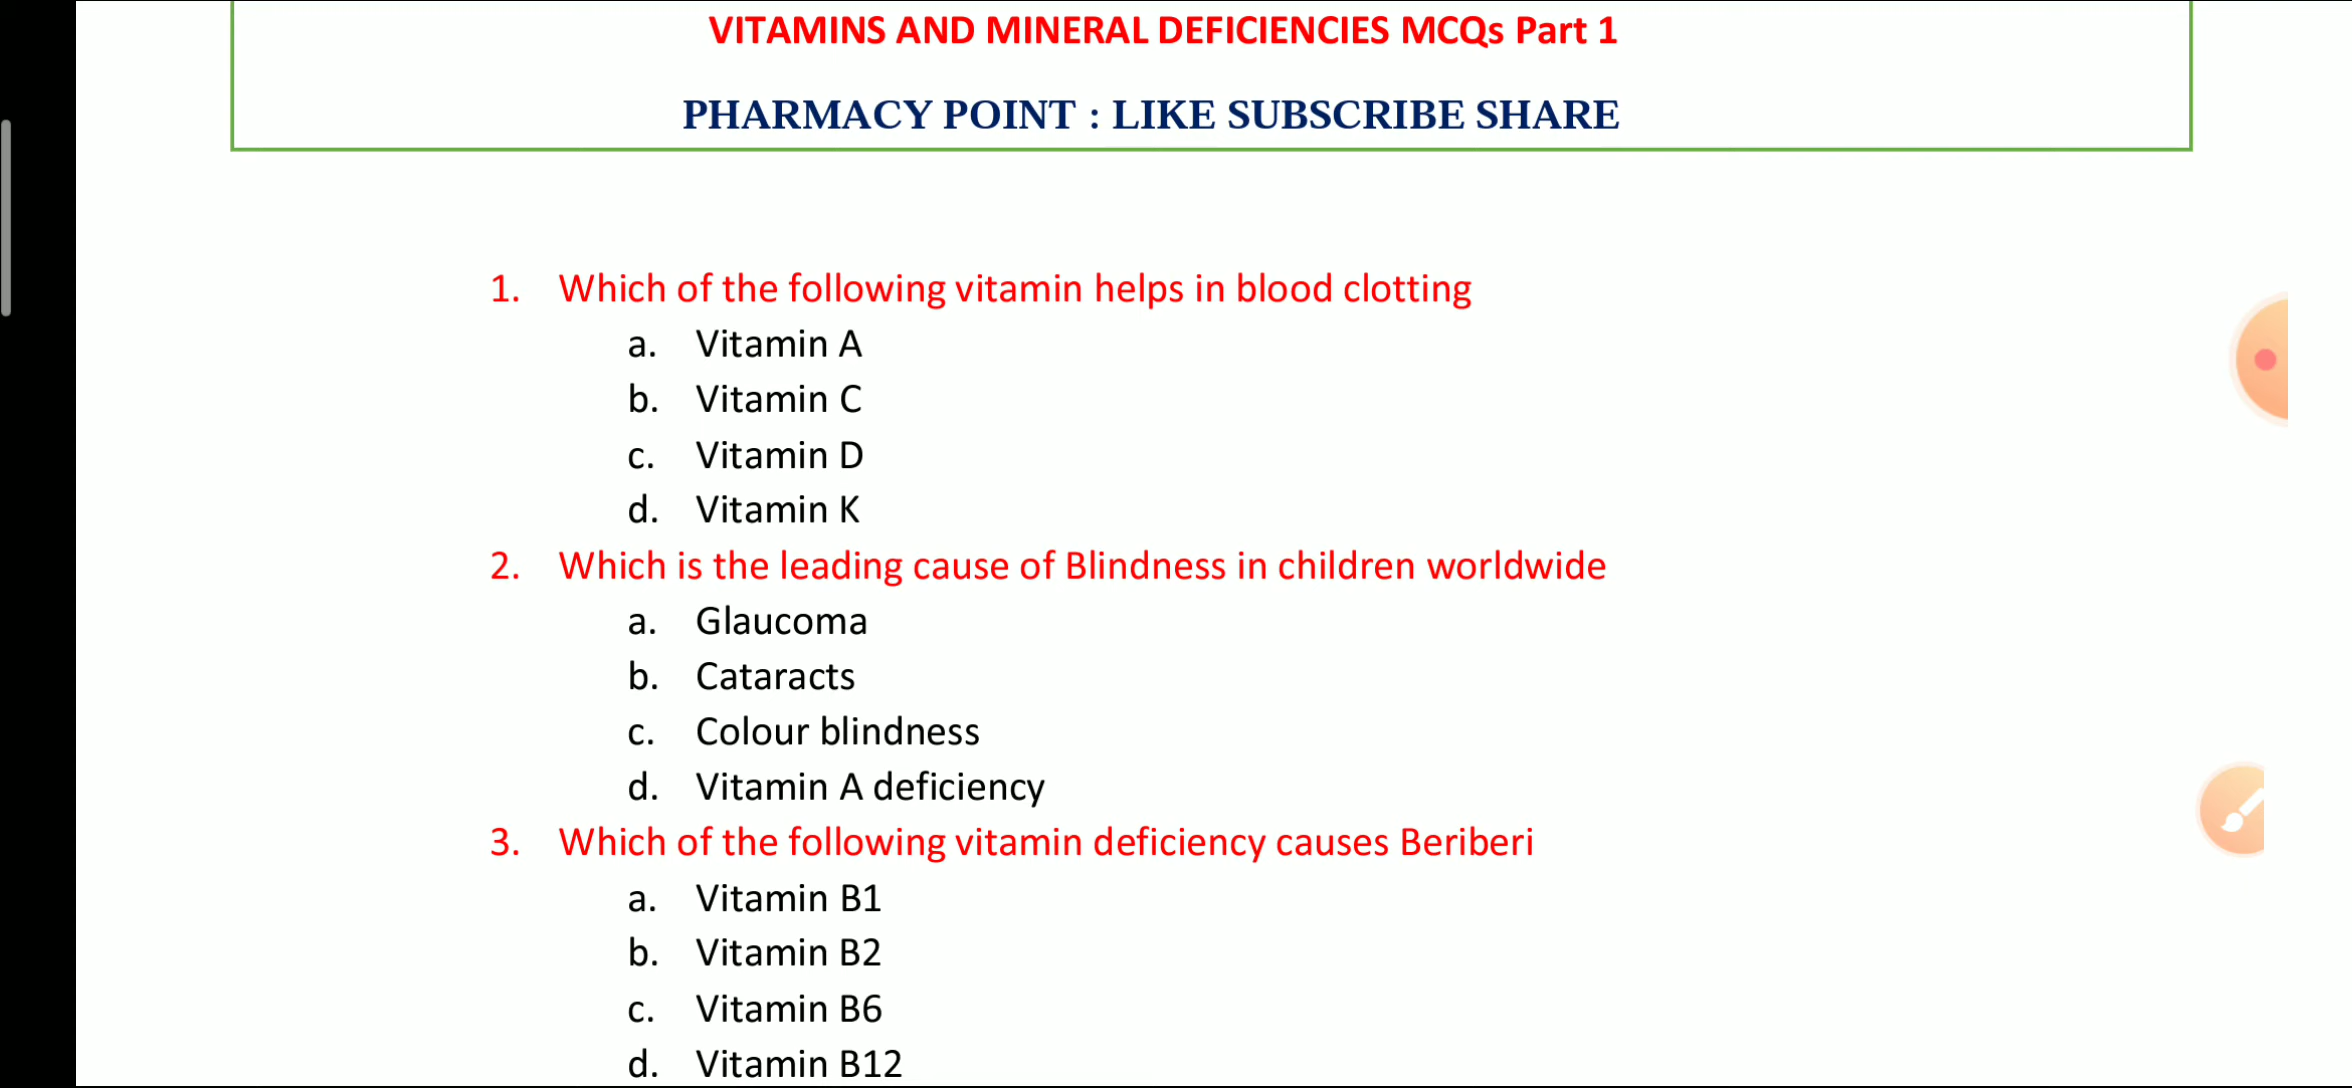 VITAMINS AND MINERAL DEFICIENCIES MCQs Part 1
PHARMACY POINT : LIKE SUBSCRIBE SHARE
1. Which of the following vitamin helps in blood clotting
a. Vitamin A
b. Vitamin C
c. Vitamin D
d. Vitamin K
2. Which is the leading cause of Blindness in children worldwide
a. Glaucoma
b. Cataracts
c. Colour blindness
d. Vitamin A deficiency
3. Which of the following vitamin deficiency causes Beriberi
a. Vitamin B1
b. Vitamin B2
c. Vitamin B6
d. Vitamin B12